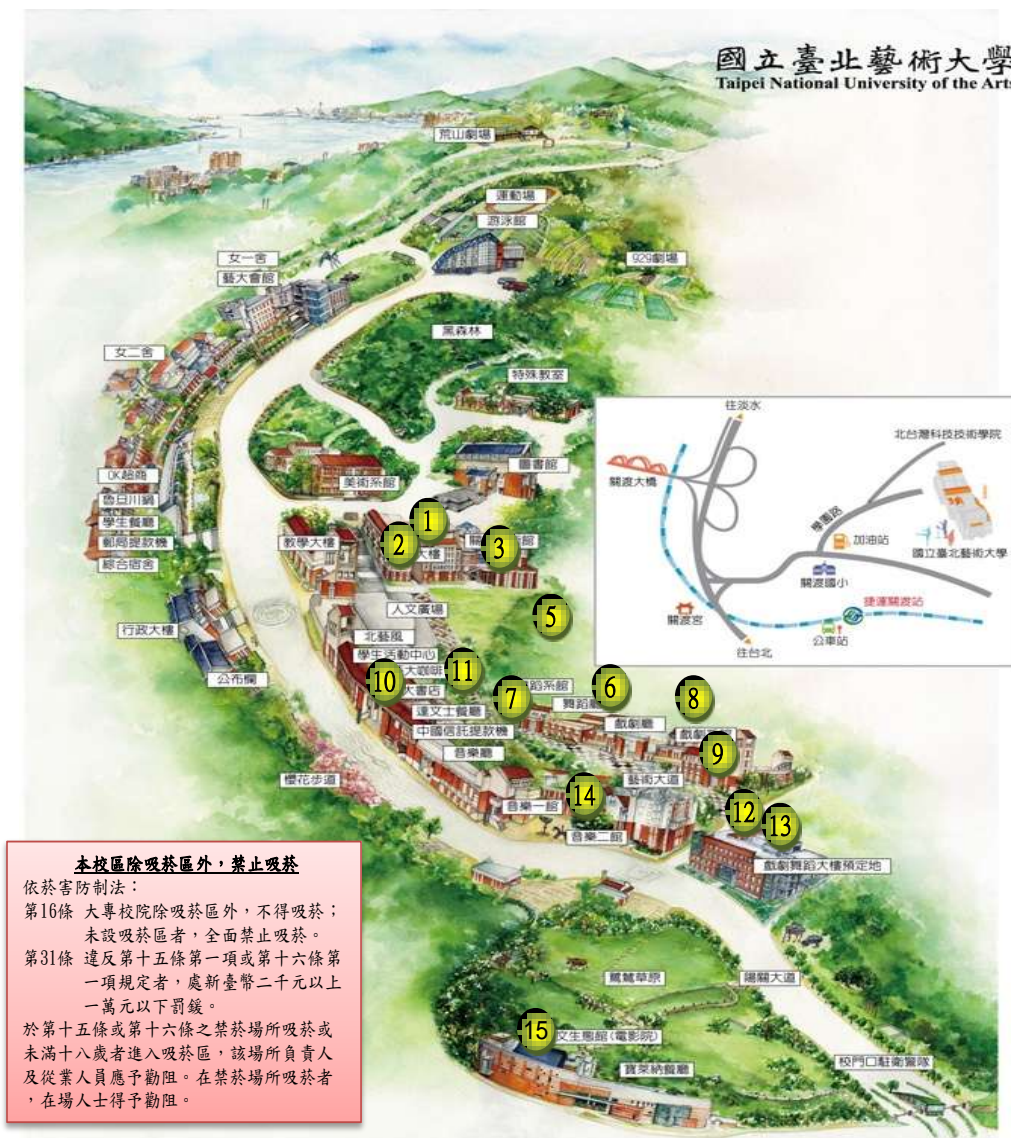 國立臺北藝術大學
Taipei National University of the Arts
荒山劇場
運動場
游泳館
女一舍
929劇場
藝大會館
黑森林
女二舍
特殊教室
往淡水
北台灣科技技術學院
圖書館
關渡大橋
OK超商
美術系館
魯旦川鍋
學園路
學生餐廳
1
郵局提款機
教學大樓
2
大樓
3
館
加油站
國立臺北藝術大學
綜合宿舍
關渡國小
人文廣場
5
捷運關渡站
關渡宮
行政大樓
北藝風
公車站
學生活動中心
往台北
公布欄
10
大咖啡
11
大書店
7
蹈系館
6
8
舞蹈廳
達文士餐廳
戲劇廳
戲劇
中國信託提款機
9
音樂廳
櫻花步道
藝術大道
14
音樂一館
12
13
音樂二館
戲劇舞蹈大樓預定地
本校區除吸菸區外，禁止吸菸
依菸害防制法：
第16條 大專校院除吸菸區外，不得吸菸；
未設吸菸區者，全面禁止吸菸。
第31條 違反第十五條第一項或第十六條第
一項規定者，處新臺幣二千元以上
一萬元以下罰鍰。
於第十五條或第十六條之禁菸場所吸菸或
未滿十八歲者進入吸菸區，該場所負責人
及從業人員應予勸阻。在禁菸場所吸菸者
，在場人士得予勸阻。
鷺鷥草原
陽關大道
15
文生態館(電影院)
寶萊納餐廳
校門口駐衛警隊